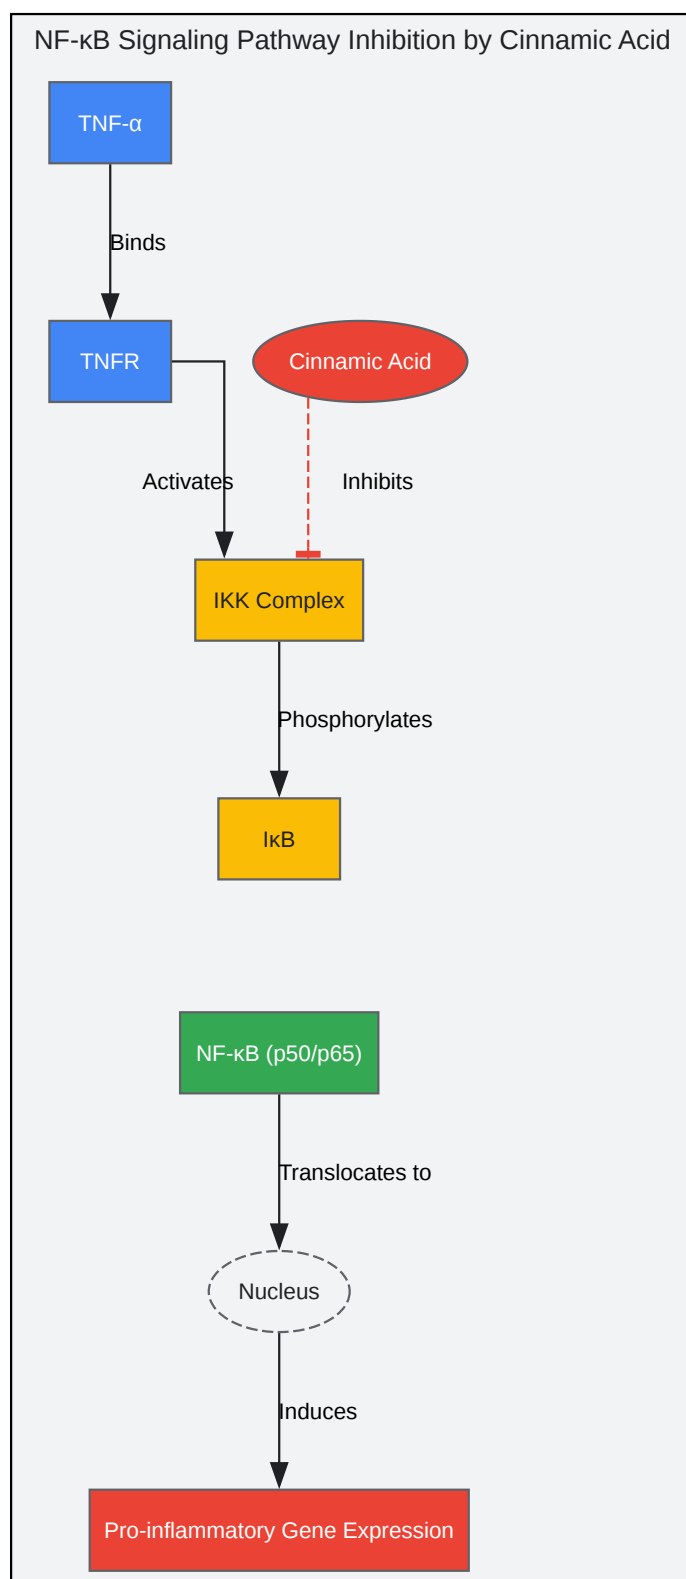 NF-κB Signaling Pathway Inhibition by Cinnamic Acid
TNF-α
Binds
TNFR
Cinnamic Acid
Activates
Inhibits
IKK Complex
Phosphorylates
IκB
NF-κB (p50/p65)
Translocates to
Nucleus
Induces
Pro-inflammatory Gene Expression